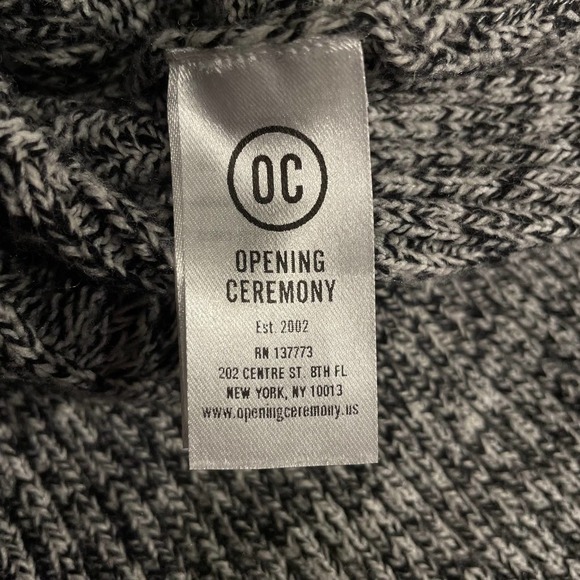 OC
OPENING
CEREMONY
Est. 2002
RN 137773
202 CENTRE ST. 8TH FL
NEW YORK, NY 10013
www.openingceremony.us